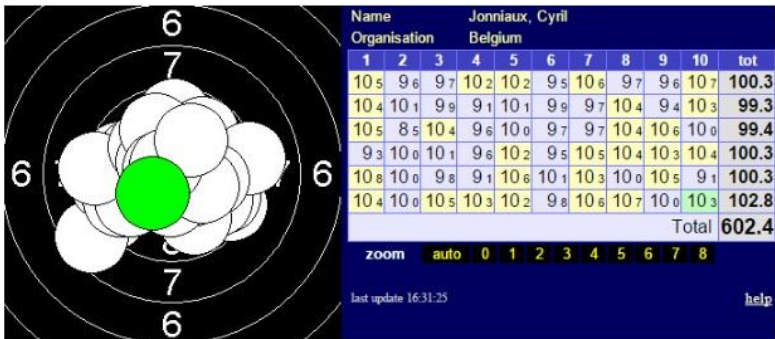 6
7
6 7 7 6
8
7
6
Name Jonniaux, Cyril
Organisation Belgium
1 2 3 4 5 6 7 8 9 10 tot
10 5 9 6 9 7 10 2 10 2 9 5 10 6 9 7 9 6 10 7 100.3
10 4 10 1 9 9 9 1 10 1 9 9 9 7 10 4 9 4 10 3 99.3
10 5 8 5 10 4 9 6 10 0 9 7 9 7 10 4 10 6 10 0 99.4
9 3 10 0 10 1 9 6 10 2 9 5 10 5 10 4 10 3 10 4 100.3
10 8 10 0 9 8 9 1 10 6 10 1 10 3 10 0 10 5 9 1 100.3
10 4 10 0 10 5 10 3 10 2 9 8 10 6 10 7 10 0 10 3 102.8
Total 602.4
zoom auto 0 1 2 3 4 5 6 7 8
last update 16:31:25 help